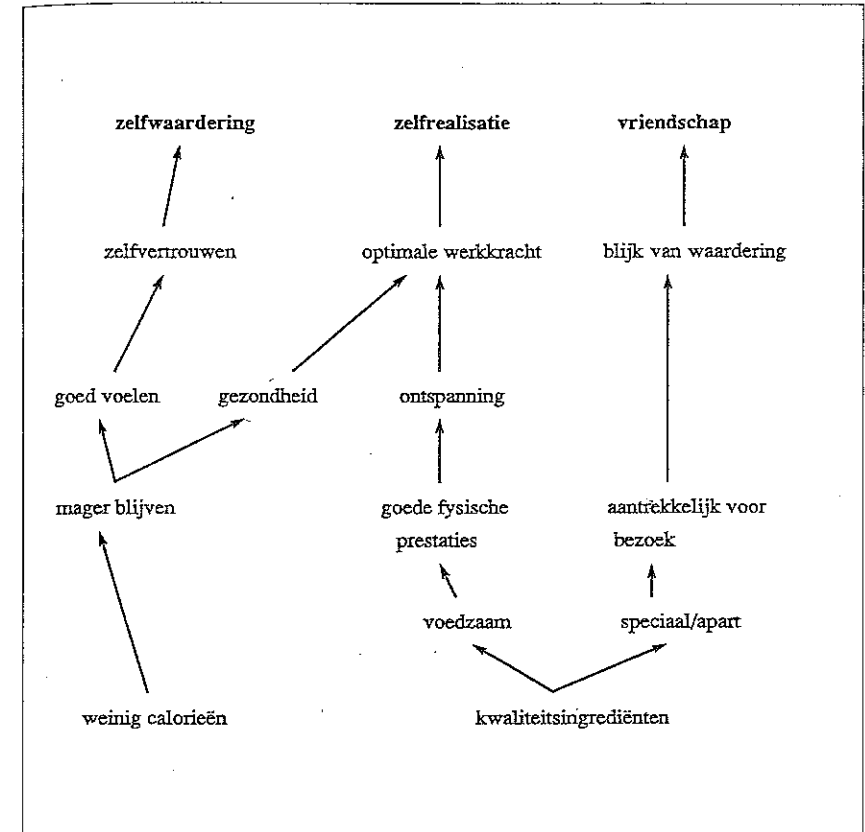 zelfwaardering zelfrealisatie vriendschap
zelfvertrouwen optimale werkkracht blijk van waardering
goed voelen gezondheid ontspanning
mager blijven goede fysische aantrekkelijk voor
prestaties bezoek
voedzaam speciaal/apart
weinig calorieën kwaliteitsingrediënten